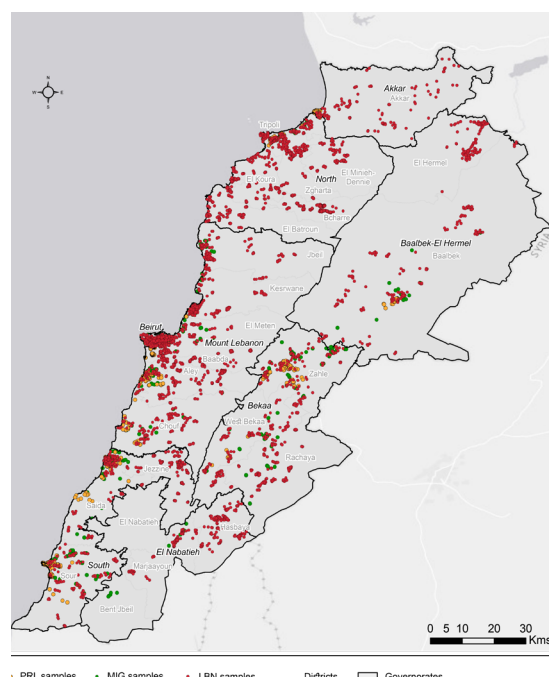 N
W E
S
Akkar
Akkar
Tripoli
El Hermel
El Koura
North
El Minieh-
Dennie
Zgharta
Bcharre
El Batroun
Baalbek-El Hermel
Baalbek
SYRIA
Jbeil
Kesrwane
El Meten
Beirut
Mount Lebanon
Baabda
Aley
Zahle
Bekaa
Chouf
West Bekaa
Rachaya
Jezzine
Saida
El Nabatieh
Hasbaya
El Nabatieh
South
Marjaayoun
Sour
Bent Jbeil
0 5 10 20 30
Kms
PRL samples MIG samples LBN samples Districts Governorates